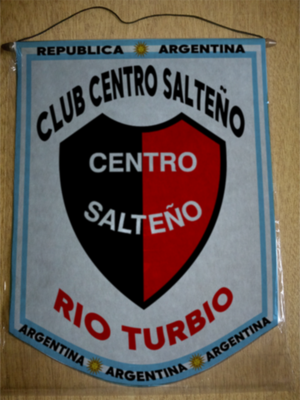 REPUBLICA ARGENTINA
CLUB CENTRO SALTEÑO
CENTRO
SALTEÑO
RIO TURBIO
ARGENTINA ARGENTINA ARGENTINA